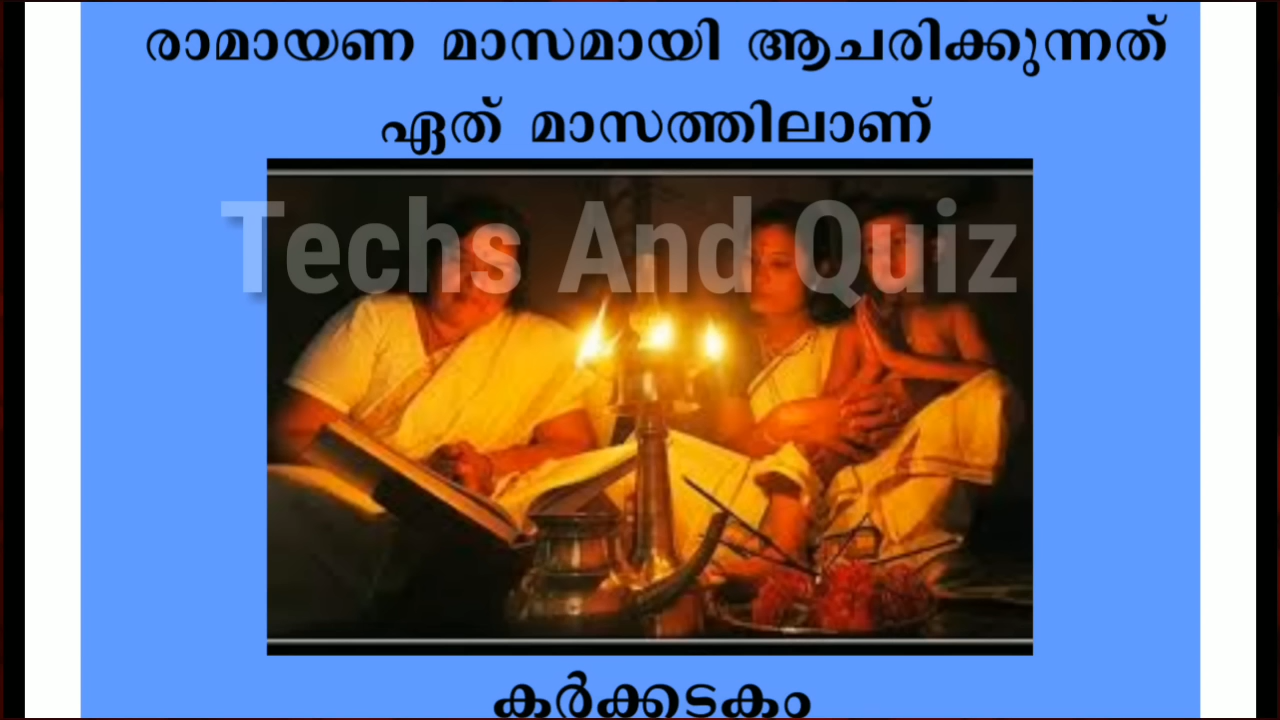 രാമായണ മാസമായി ആചരിക്കുന്നത്
ഏത് മാസത്തിലാണ്
Techs And Quiz
കർക്കടകം